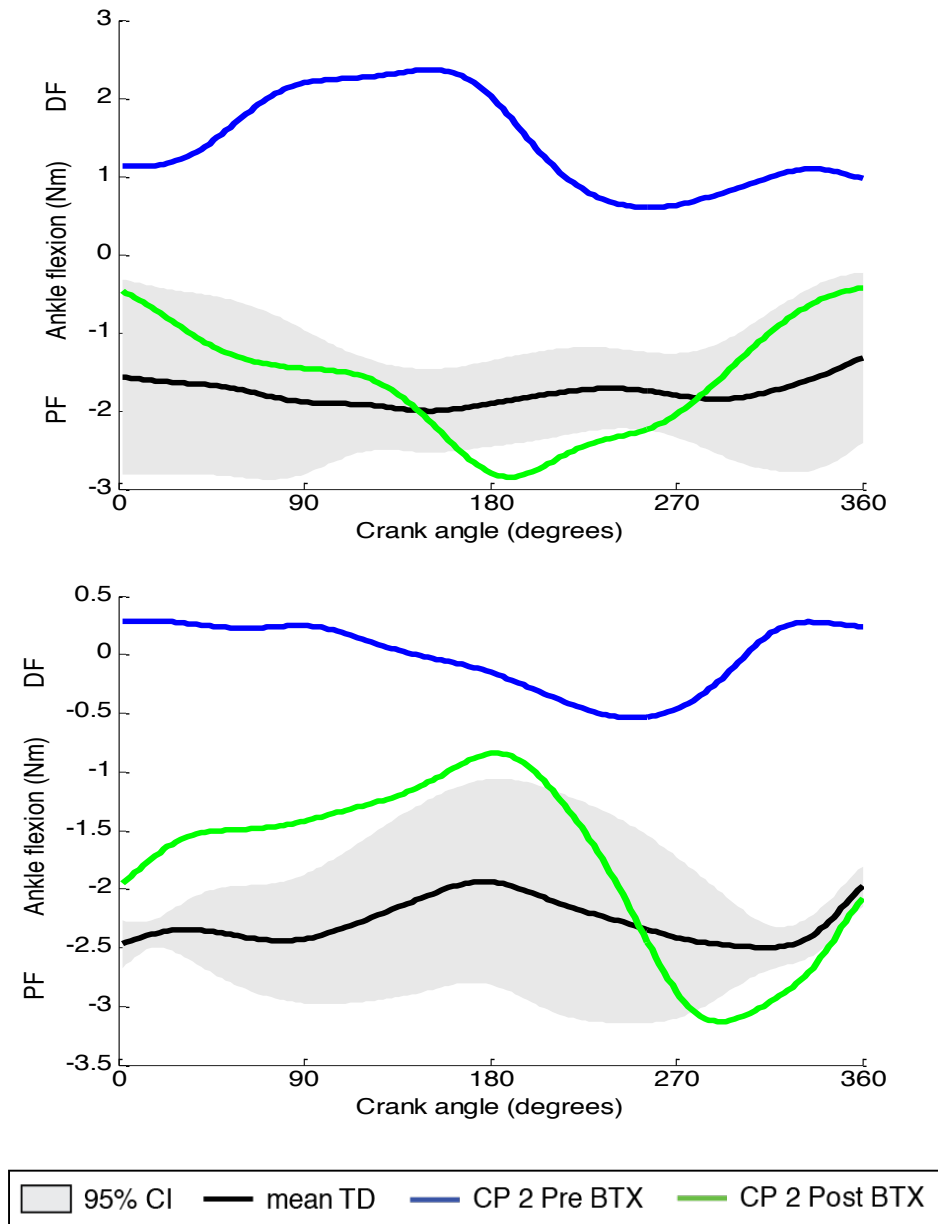 3
2
1
0
-1
-2
-3
DF
Ankle flexion (Nm)
PF
0 90 180 270 360
Crank angle (degrees)
0.5
0
-0.5
-1
-1.5
-2
-2.5
-3
-3.5
DF
Ankle flexion (Nm)
PF
0 90 180 270 360
Crank angle (degrees)
95% CI mean TD CP 2 Pre BTX CP 2 Post BTX